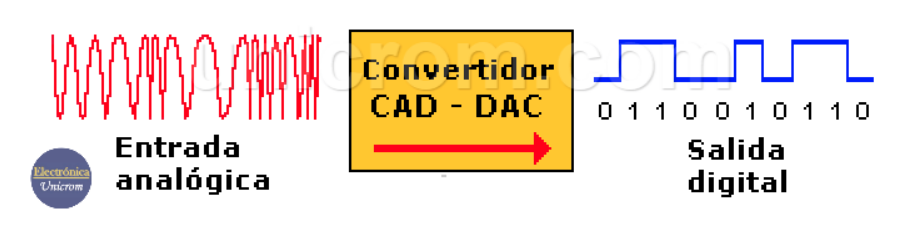 unicrom.com
Convertidor
CAD - DAC
0 1 1 0 0 1 0 1 1 0
Entrada
analógica
Salida
digital
Electrónica
Unicrom